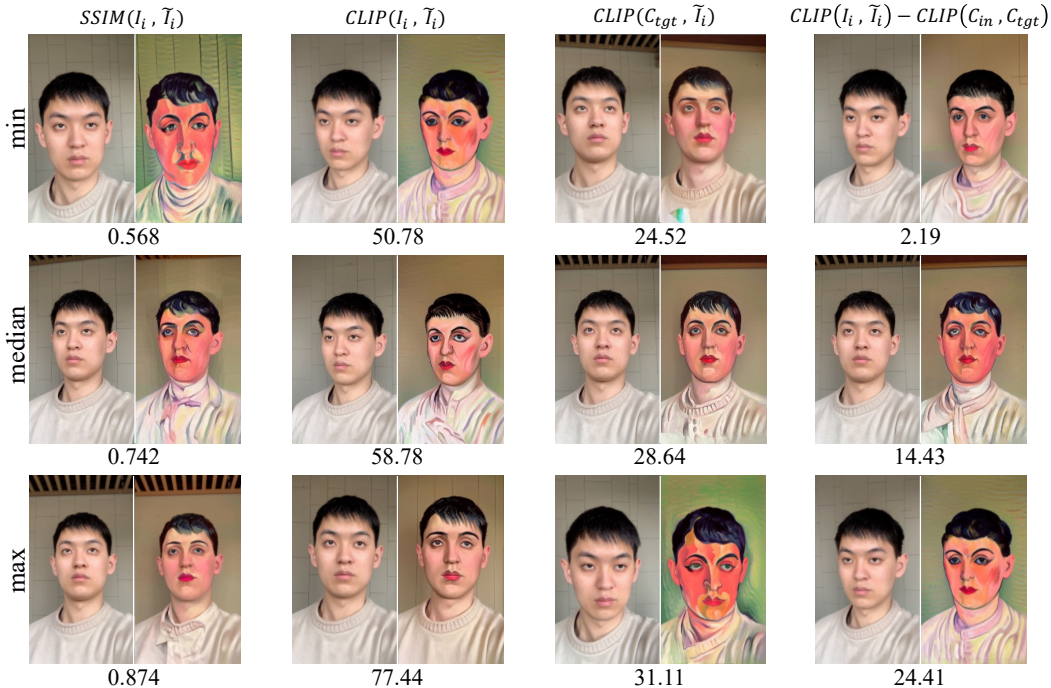 SSIM(I_i , Ĩ_i) CLIP(I_i , Ĩ_i) CLIP(C_tgt , Ĩ_i) CLIP(I_i , Ĩ_i) − CLIP(C_in , C_tgt)
min
0.568 50.78 24.52 2.19
median
0.742 58.78 28.64 14.43
max
0.874 77.44 31.11 24.41